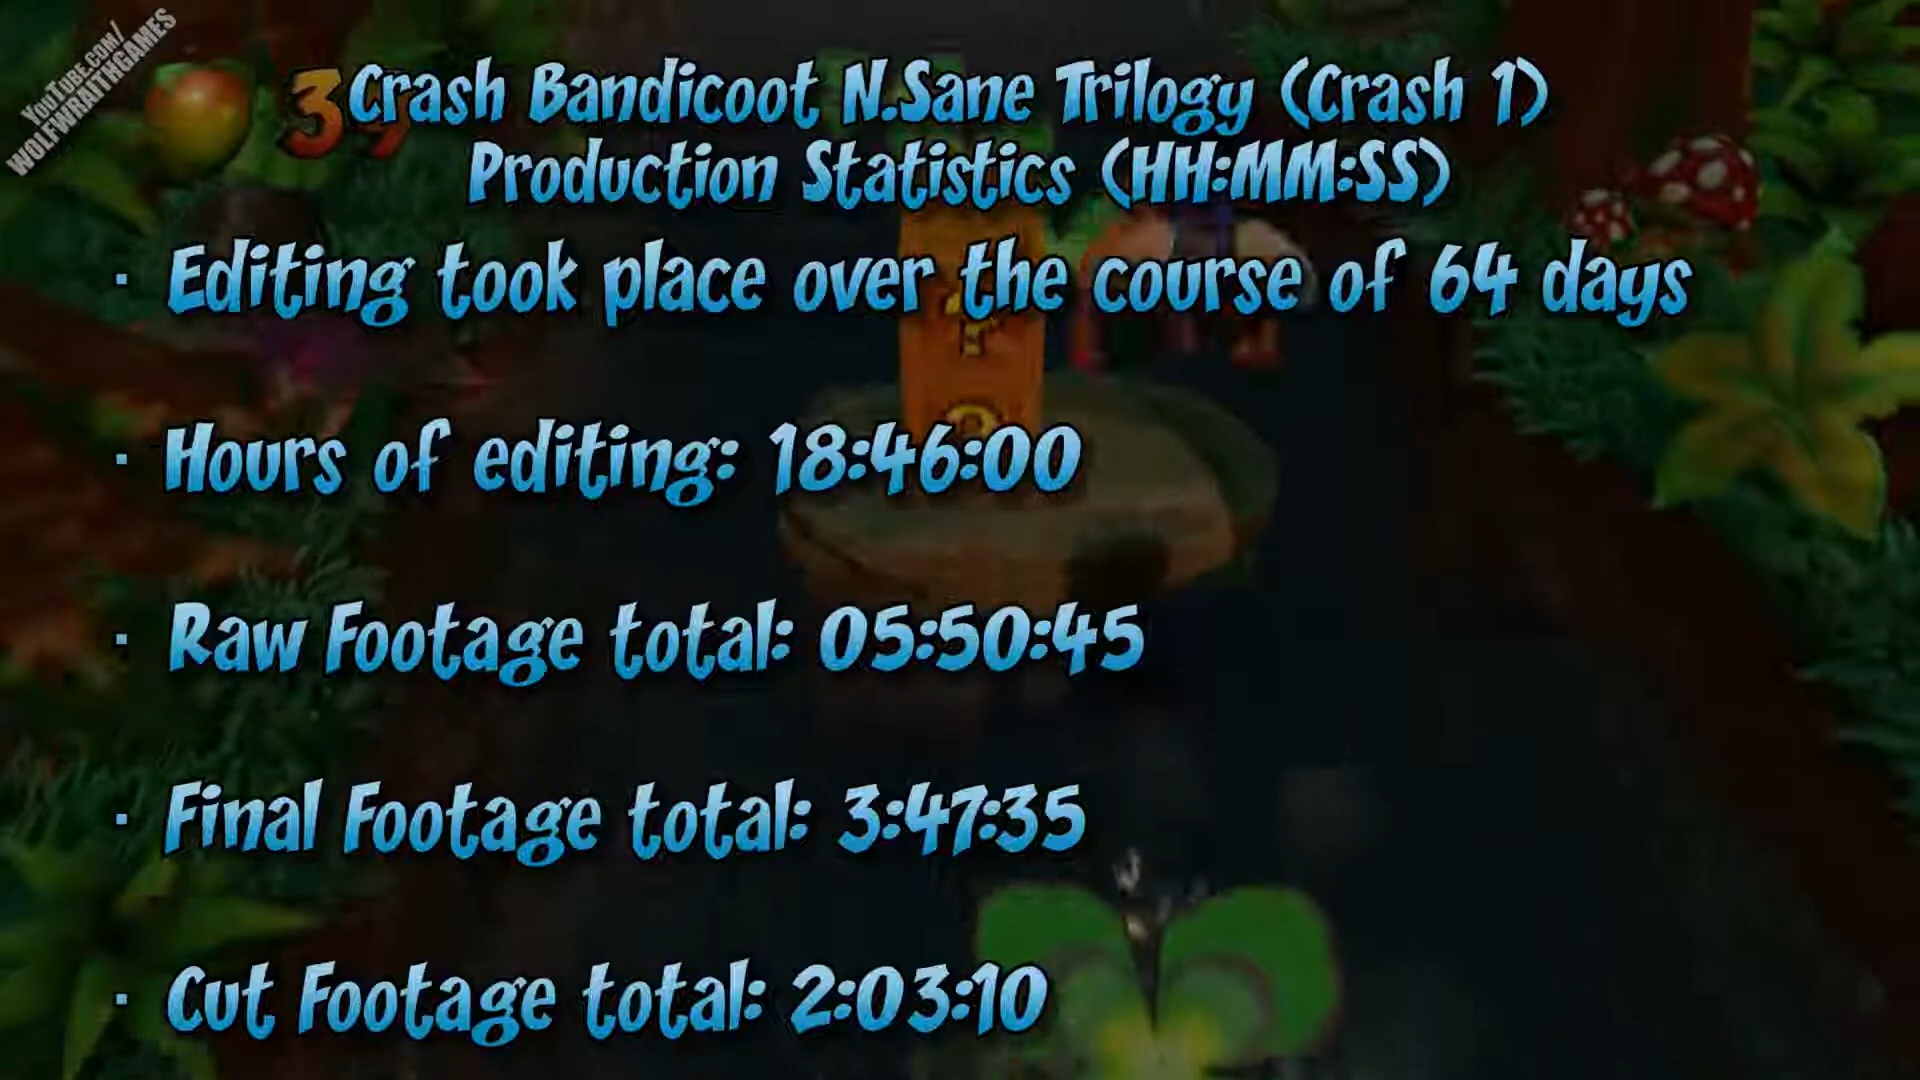 YouTube.com/
WOLFWRAITHGAMES
39
Crash Bandicoot N.Sane Trilogy (Crash 1)
Production Statistics (HH:MM:SS)
· Editing took place over the course of 64 days
· Hours of editing: 18:46:00
· Raw Footage total: 05:50:45
· Final Footage total: 3:47:35
· Cut Footage total: 2:03:10